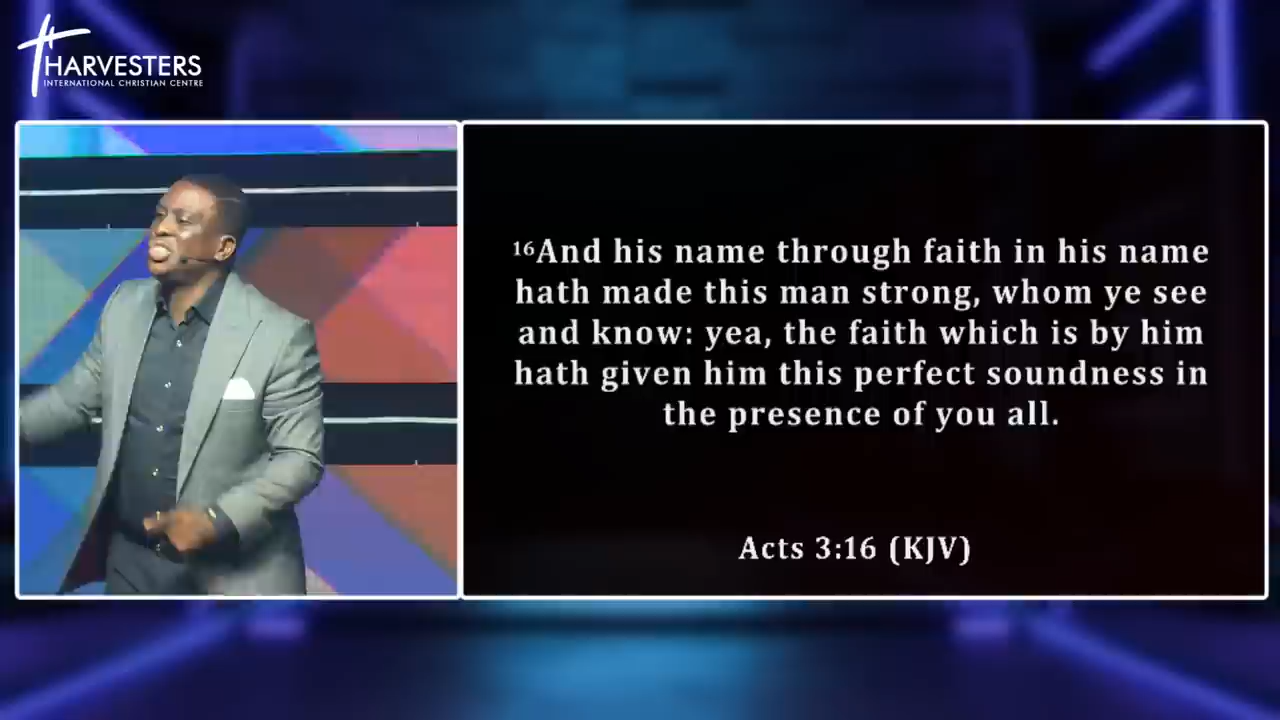 HARVESTERS
INTERNATIONAL CHRISTIAN CENTRE
16And his name through faith in his name
hath made this man strong, whom ye see
and know: yea, the faith which is by him
hath given him this perfect soundness in
the presence of you all.
Acts 3:16 (KJV)